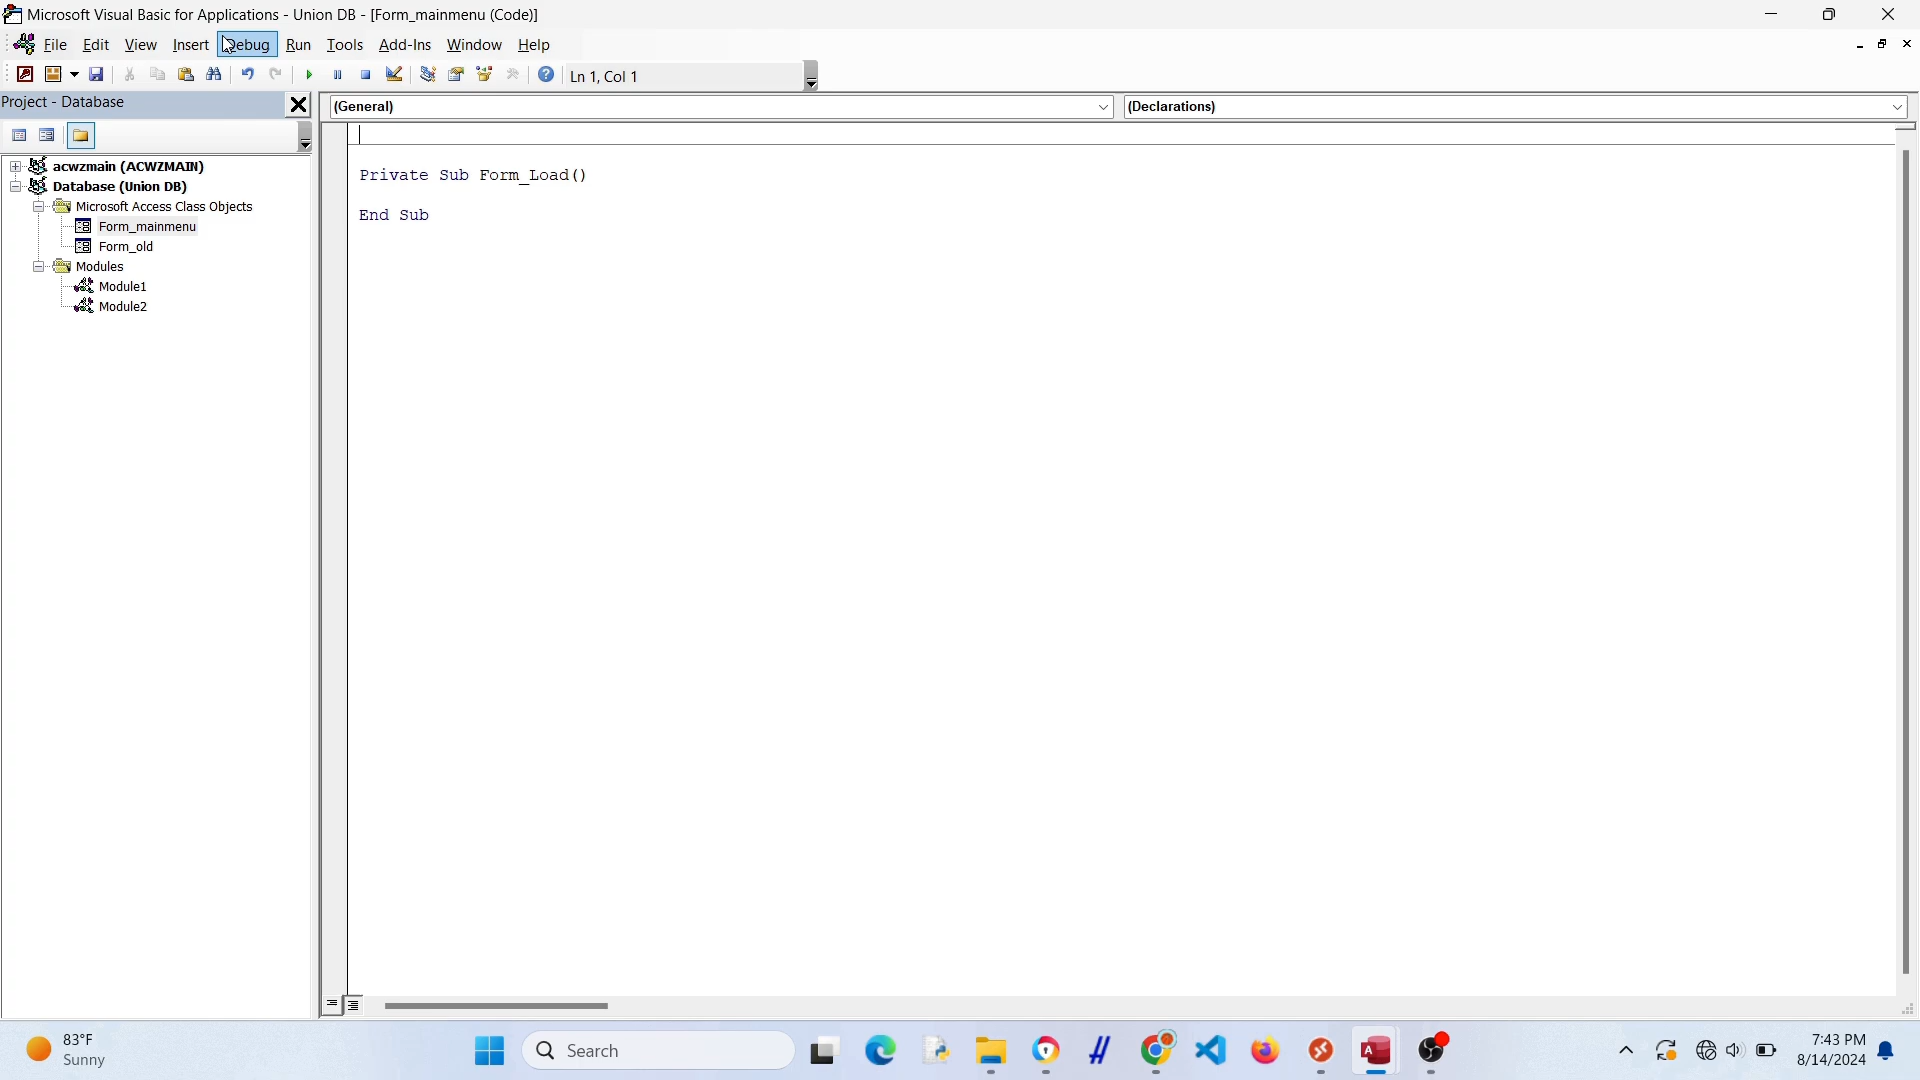 Microsoft Visual Basic for Applications - Union DB - [Form_mainmenu (Code)]
File Edit View Insert Debug Run Tools Add-Ins Window Help
Ln 1, Col 1
Project - Database
(General) (Declarations)
acwzmain (ACWZMAIN)
Database (Union DB)
Microsoft Access Class Objects
Form_mainmenu
Form_old
Modules
Module1
Module2
Private Sub Form_Load()
End Sub
83°F
Sunny
Search
7:43 PM
8/14/2024